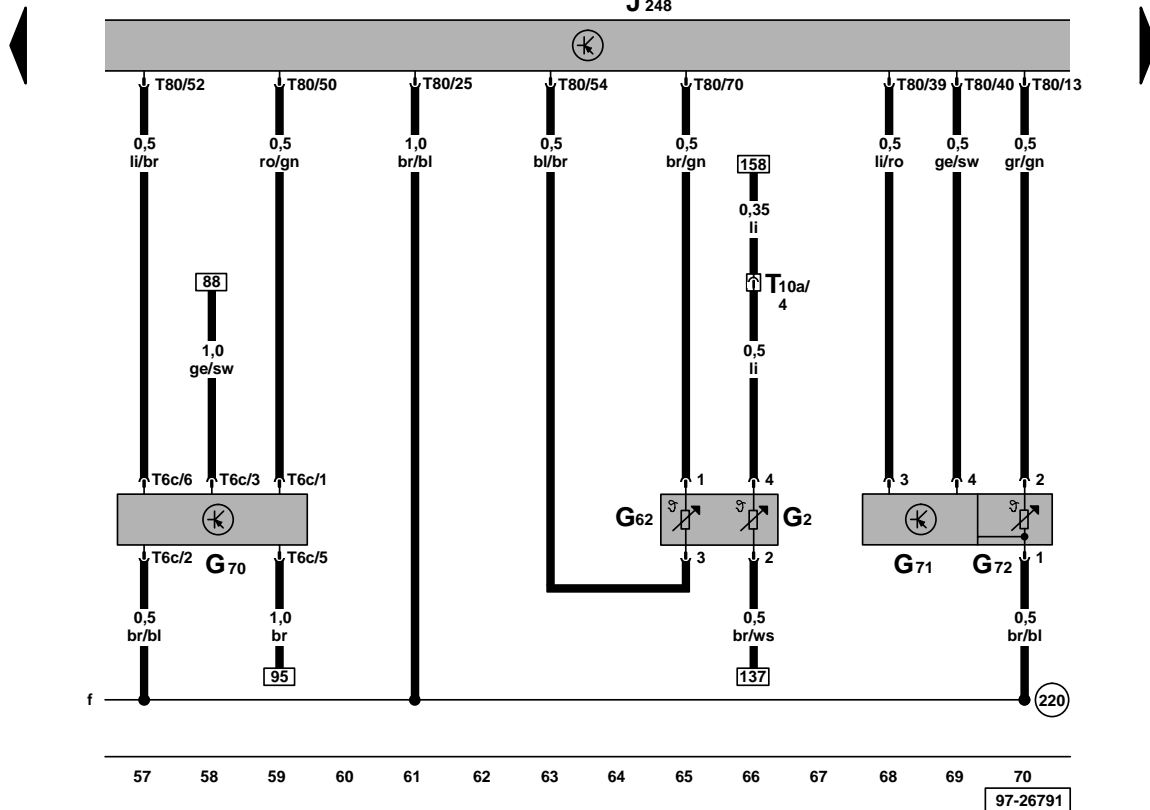 J 248
T80/52 T80/50 T80/25 T80/54 T80/70 T80/39 T80/40 T80/13
0,5 0,5 1,0 0,5 0,5 0,5 0,5 0,5
li/br ro/gn br/bl bl/br br/gn li/ro ge/sw gr/gn
158
0,35
li
88
T10a/
4
1,0
ge/sw
0,5
li
T6c/6 T6c/3 T6c/1 1 4 3 4 2
G62 G2
T6c/2 G70 T6c/5 3 2 G71 G72 1
0,5 1,0 0,5 0,5
br/bl br br/ws br/bl
95 137
f 220
57 58 59 60 61 62 63 64 65 66 67 68 69 70
97-26791